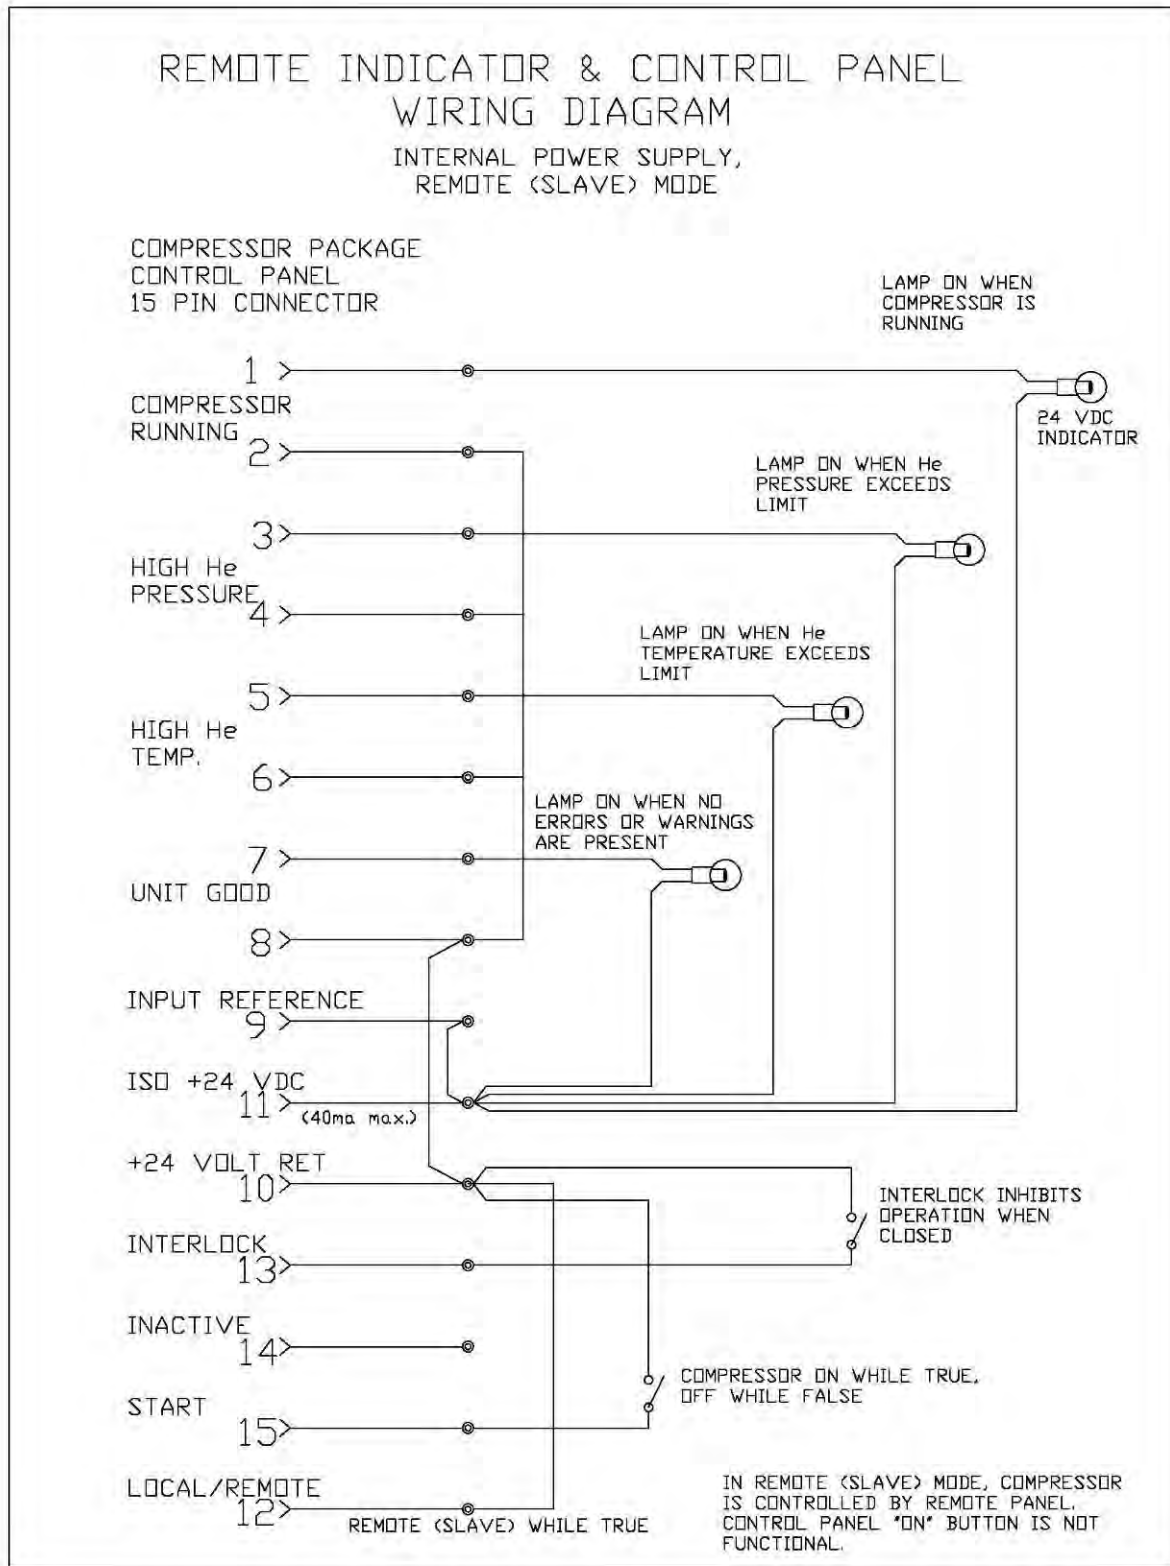 REMOTE INDICATOR & CONTROL PANEL
WIRING DIAGRAM
INTERNAL POWER SUPPLY,
REMOTE (SLAVE) MODE
COMPRESSOR PACKAGE
CONTROL PANEL
15 PIN CONNECTOR
LAMP ON WHEN
COMPRESSOR IS
RUNNING
1
COMPRESSOR
RUNNING
2
24 VDC
INDICATOR
LAMP ON WHEN He
PRESSURE EXCEEDS
LIMIT
3
HIGH He
PRESSURE
4
LAMP ON WHEN He
TEMPERATURE EXCEEDS
LIMIT
5
HIGH He
TEMP.
6
LAMP ON WHEN NO
ERRORS OR WARNINGS
ARE PRESENT
7
UNIT GOOD
8
INPUT REFERENCE
9
ISO +24 VDC
11
(40ma max.)
+24 VOLT RET
10
INTERLOCK INHIBITS
OPERATION WHEN
CLOSED
INTERLOCK
13
INACTIVE
14
COMPRESSOR ON WHILE TRUE,
OFF WHILE FALSE
START
15
LOCAL/REMOTE
12
REMOTE (SLAVE) WHILE TRUE
IN REMOTE (SLAVE) MODE, COMPRESSOR
IS CONTROLLED BY REMOTE PANEL.
CONTROL PANEL "ON" BUTTON IS NOT
FUNCTIONAL.